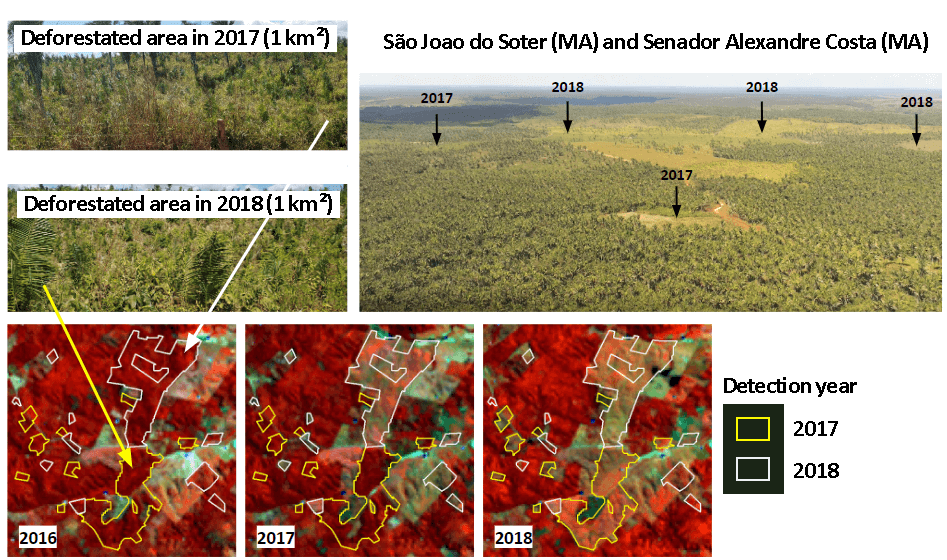 Deforestated area in 2017 (1 km²)
São Joao do Soter (MA) and Senador Alexandre Costa (MA)
2017
2018
2018
2018
2017
Deforestated area in 2018 (1 km²)
2016
2017
2018
Detection year
2017
2018